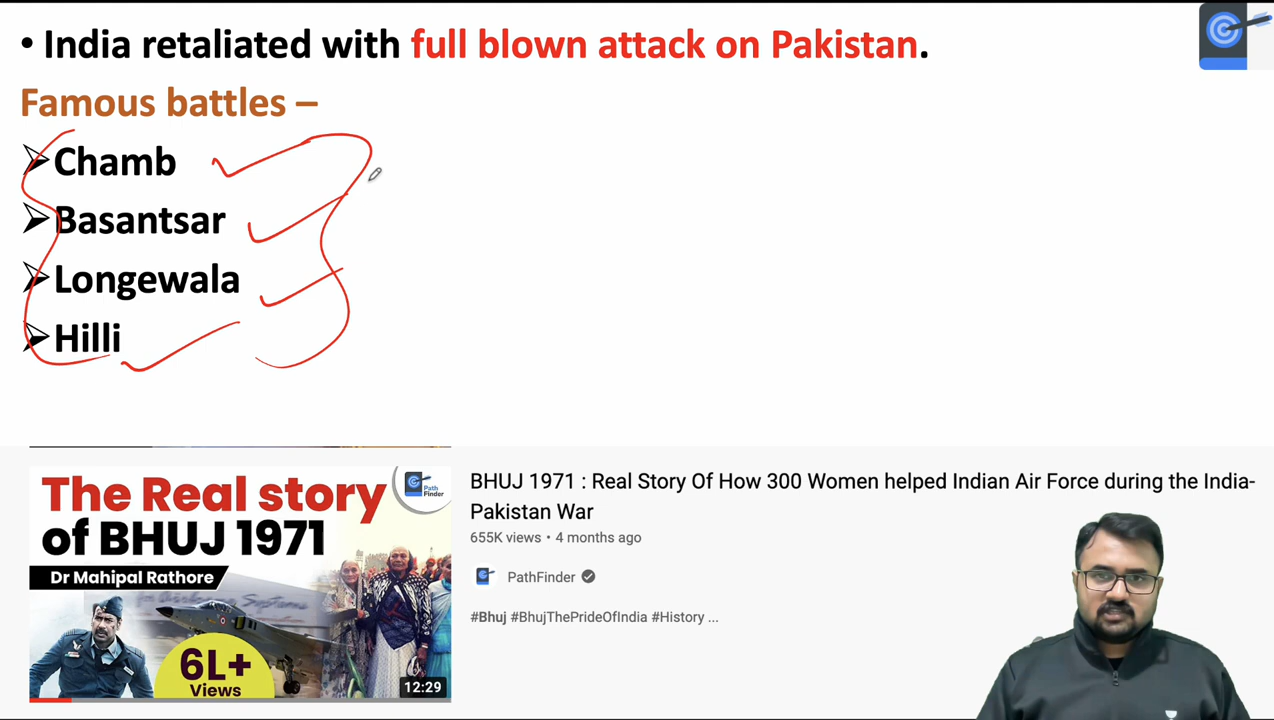 • India retaliated with full blown attack on Pakistan.
Famous battles –
➢Chamb
➢Basantsar
➢Longewala
➢Hilli
The Real story
of BHUJ 1971
Dr Mahipal Rathore
6L+
Views
12:29
Path
Finder
BHUJ 1971 : Real Story Of How 300 Women helped Indian Air Force during the India-
Pakistan War
655K views • 4 months ago
PathFinder
#Bhuj #BhujThePrideOfIndia #History ...